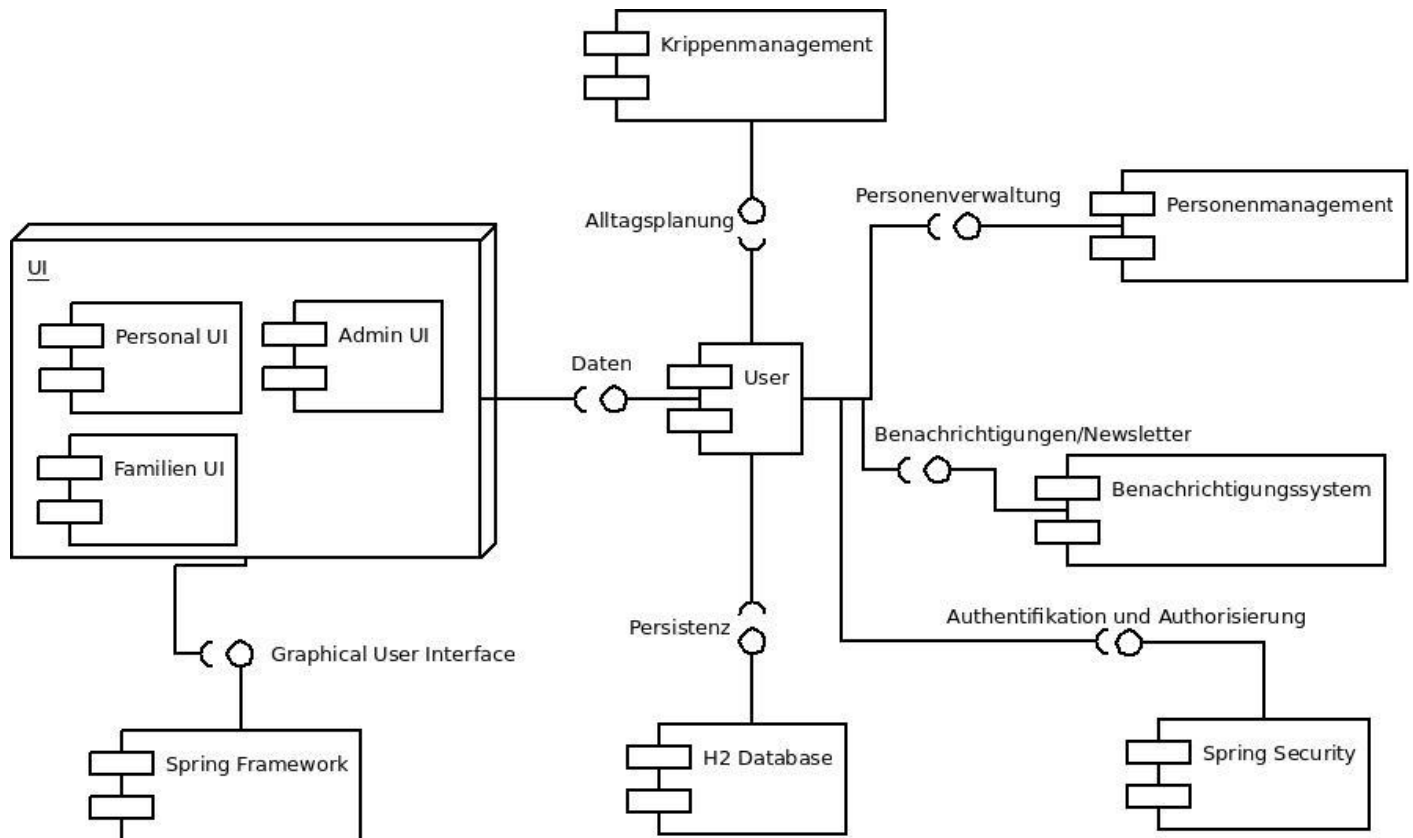 Krippenmanagement
Alltagsplanung
Personenverwaltung
Personenmanagement
UI
Personal UI
Admin UI
Familien UI
Daten
User
Benachrichtigungen/Newsletter
Benachrichtigungssystem
Persistenz
Authentifikation und Authorisierung
Graphical User Interface
Spring Framework
H2 Database
Spring Security